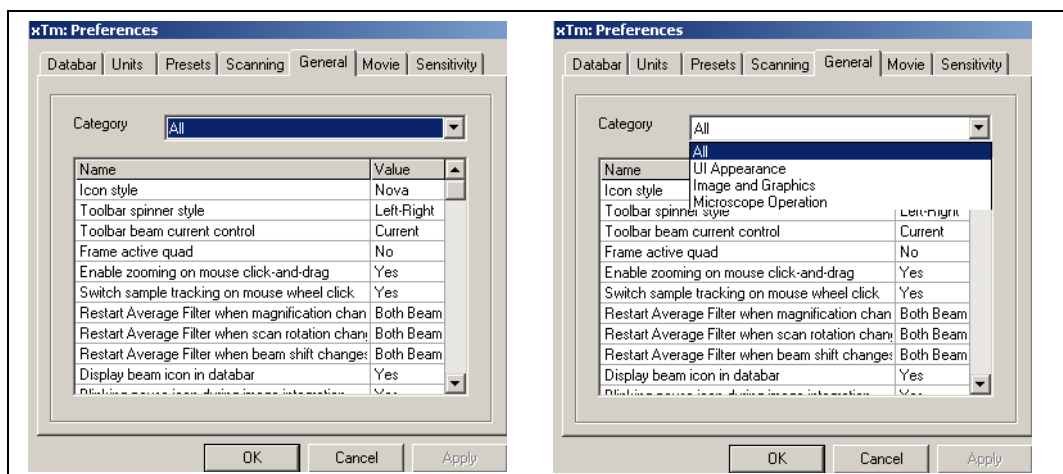 xTm: Preferences
Databar Units Presets Scanning General Movie Sensitivity
Category All
Name Value
Icon style Nova
Toolbar spinner style Left-Right
Toolbar beam current control Current
Frame active quad No
Enable zooming on mouse click-and-drag Yes
Switch sample tracking on mouse wheel click Yes
Restart Average Filter when magnification chan Both Beam
Restart Average Filter when scan rotation chan Both Beam
Restart Average Filter when beam shift changes Both Beam
Display beam icon in databar Yes
OK Cancel Apply
xTm: Preferences
Databar Units Presets Scanning General Movie Sensitivity
Category All
All
UI Appearance
Image and Graphics
Microscope Operation
Name
Icon style
Toolbar spinner style Left-Right
Toolbar beam current control Current
Frame active quad No
Enable zooming on mouse click-and-drag Yes
Switch sample tracking on mouse wheel click Yes
Restart Average Filter when magnification chan Both Beam
Restart Average Filter when scan rotation chan Both Beam
Restart Average Filter when beam shift changes Both Beam
Display beam icon in databar Yes
OK Cancel Apply